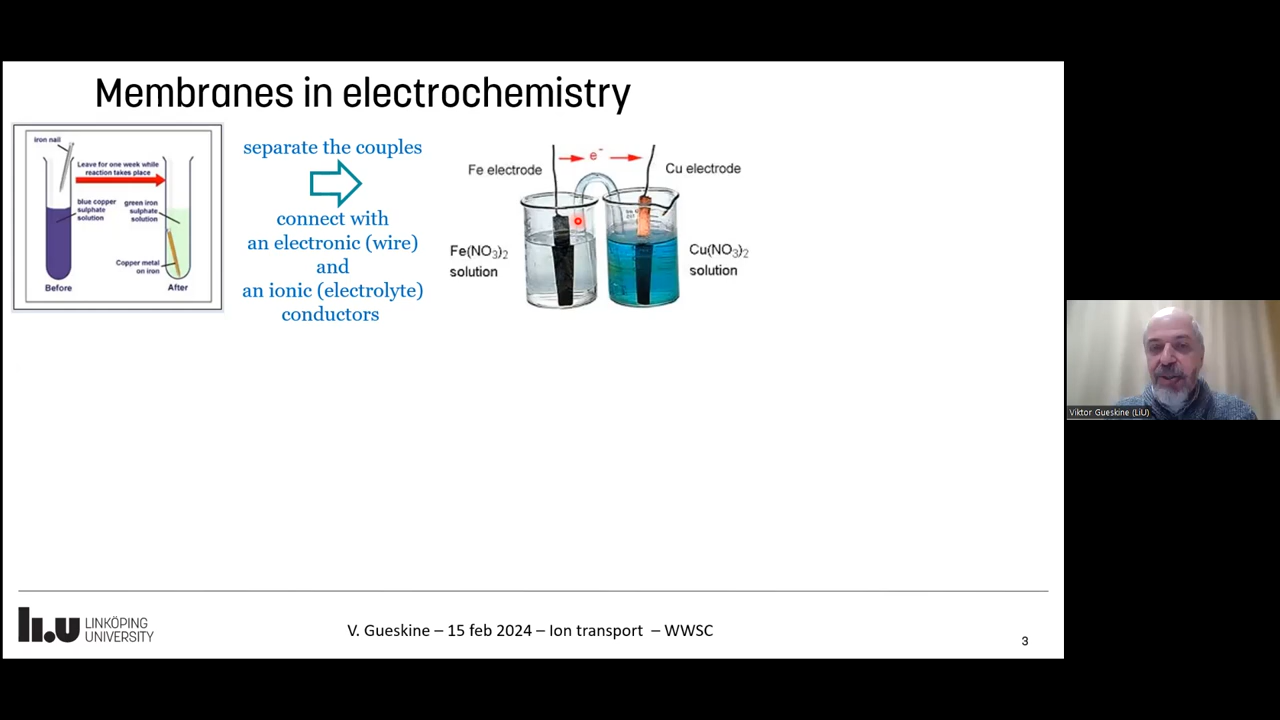 Membranes in electrochemistry
Iron nail
Leave for one week while
reaction takes place
blue copper
sulphate
solution
green iron
sulphate
solution
Copper metal
on iron
Before
After
separate the couples
connect with
an electronic (wire)
and
an ionic (electrolyte)
conductors
e⁻
Fe electrode
Cu electrode
Fe(NO₃)₂
solution
Cu(NO₃)₂
solution
Viktor Gueskine (LiU)
li.u LINKÖPING
UNIVERSITY
V. Gueskine – 15 feb 2024 – Ion transport – WWSC
3